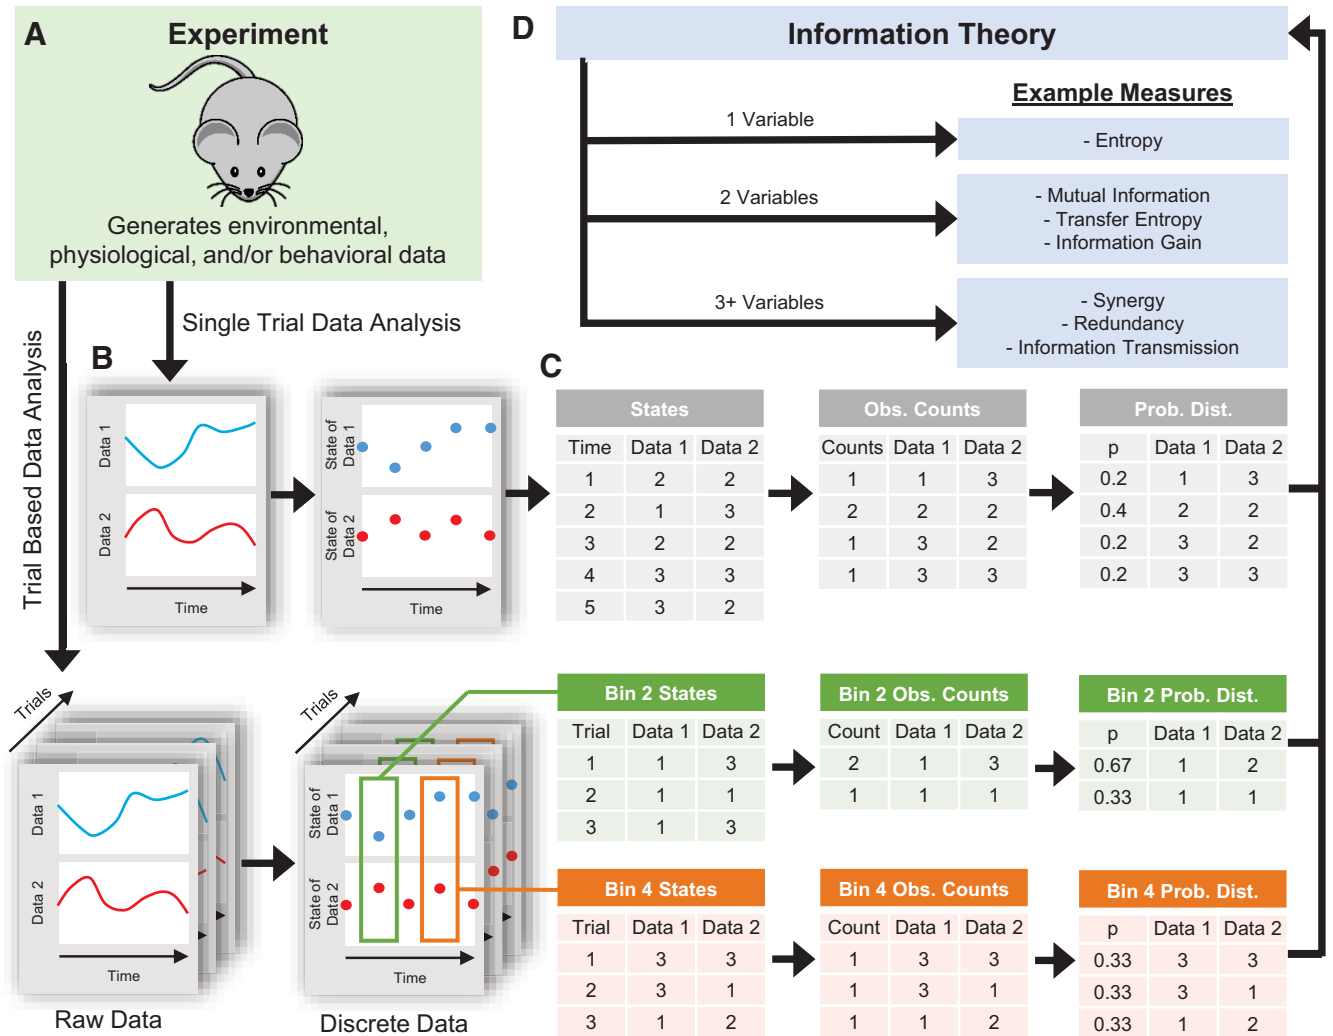 A
Experiment
Generates environmental,
physiological, and/or behavioral data
D
Information Theory
Example Measures
1 Variable
- Entropy
2 Variables
- Mutual Information
- Transfer Entropy
- Information Gain
3+ Variables
- Synergy
- Redundancy
- Information Transmission
Single Trial Data Analysis
Trial Based Data Analysis
B
Data 1
Data 2
Time
State of
Data 1
State of
Data 2
Time
C
States
Time Data 1 Data 2
1 2 2
2 1 3
3 2 2
4 3 3
5 3 2
Obs. Counts
Counts Data 1 Data 2
1 1 3
2 2 2
1 3 2
1 3 3
Prob. Dist.
p Data 1 Data 2
0.2 1 3
0.4 2 2
0.2 3 2
0.2 3 3
Trials
Data 1
Data 2
Time
Raw Data
Trials
State of
Data 1
State of
Data 2
Time
Discrete Data
Bin 2 States
Trial Data 1 Data 2
1 1 3
2 1 1
3 1 3
Bin 2 Obs. Counts
Count Data 1 Data 2
2 1 3
1 1 1
Bin 2 Prob. Dist.
p Data 1 Data 2
0.67 1 2
0.33 1 1
Bin 4 States
Trial Data 1 Data 2
1 3 3
2 3 1
3 1 2
Bin 4 Obs. Counts
Count Data 1 Data 2
1 3 3
1 3 1
1 1 2
Bin 4 Prob. Dist.
p Data 1 Data 2
0.33 3 3
0.33 3 1
0.33 1 2